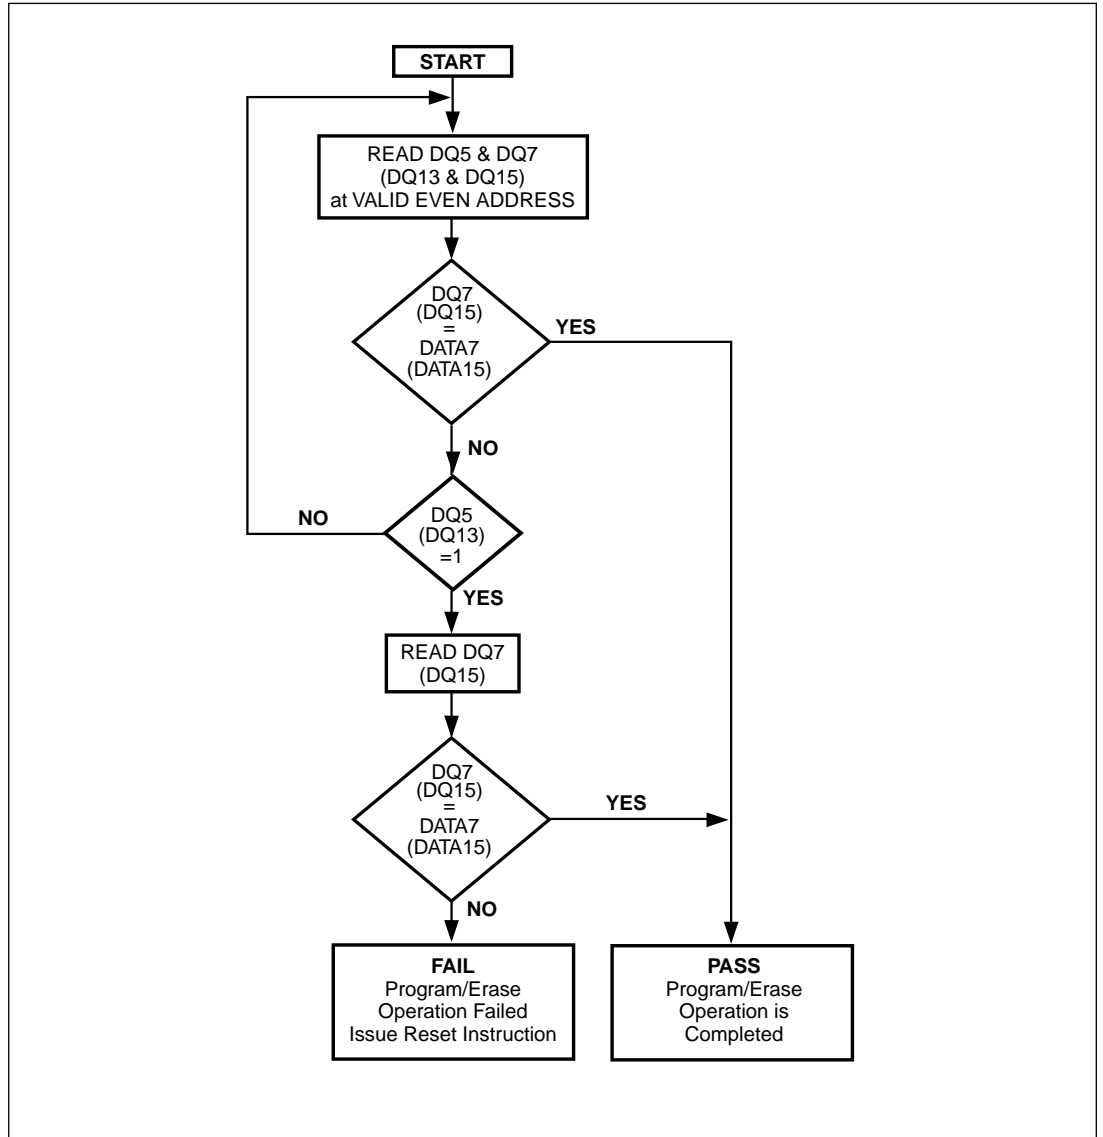 START
READ DQ5 & DQ7
(DQ13 & DQ15)
at VALID EVEN ADDRESS
DQ7
(DQ15)
=
DATA7
(DATA15)
YES
NO
DQ5
(DQ13)
=1
NO
YES
READ DQ7
(DQ15)
DQ7
(DQ15)
=
DATA7
(DATA15)
YES
NO
FAIL
Program/Erase
Operation Failed
Issue Reset Instruction
PASS
Program/Erase
Operation is
Completed